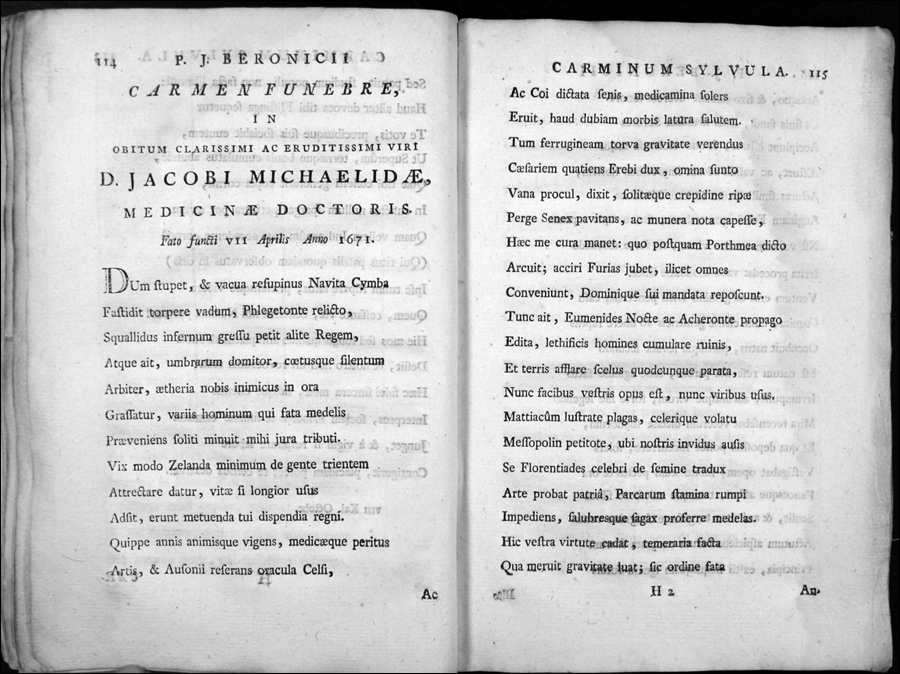 114 P. J. BERONICII
CARMEN FUNEBRE,
IN
OBITUM CLARISSIMI AC ERUDITISSIMI VIRI
D. JACOBI MICHAELIDÆ,
MEDICINÆ DOCTORIS.
Fato functi VII Aprilis Anno 1671.
DUm ſtupet, & vacua reſupinus Navita Cymba
Faſtidit torpere vadum, Phlegetonte relicto,
Squallidus infernum greſſu petit alite Regem,
Atque ait, umbrarum domitor, cœtusque ſilentum
Arbiter, ætheria nobis inimicus in ora
Graſſatur, variis hominum qui fata medelis
Præveniens ſoliti minuit mihi jura tributi.
Vix modo Zelanda minimum de gente trientem
Attrectare datur, vitæ ſi longior uſus
Adſit, erunt metuenda tui diſpendia regni.
Quippe annis animisque vigens, medicæque peritus
Artis, & Auſonii reſerans oracula Celſi,
Ac
CARMINUM SYLVULA. 115
Ac Coi dictata ſenis, medicamina ſolers
Eruit, haud dubiam morbis latura ſalutem.
Tum ferrugineam torva gravitate verendus
Cæſariem quatiens Erebi dux, omina ſunto
Vana procul, dixit, ſolitæque crepidine ripæ
Perge Senex pavitans, ac munera nota capeſſe,
Hæc me cura manet: quo poſtquam Porthmea dicto
Arcuit; acciri Furias jubet, ilicet omnes
Conveniunt, Dominique ſui mandata repoſcunt.
Tunc ait, Eumenides Nocte ac Acheronte propago
Edita, lethificis homines cumulare ruinis,
Et terris afflare ſcelus quodcunque parata,
Nunc facibus veſtris opus eſt, nunc viribus uſus.
Mattiacûm luſtrate plagas, celerique volatu
Meſſopolin petitote, ubi noſtris invidus auſis
Se Florentiades celebri de ſemine tradux
Arte probat patriâ, Parcarum ſtamina rumpi
Impediens, ſalubresque ſagax proferre medelas.
Hic veſtra virtute cadat, temeraria facta
Qua meruit gravitate luat; ſic ordine fata
H 2 An-